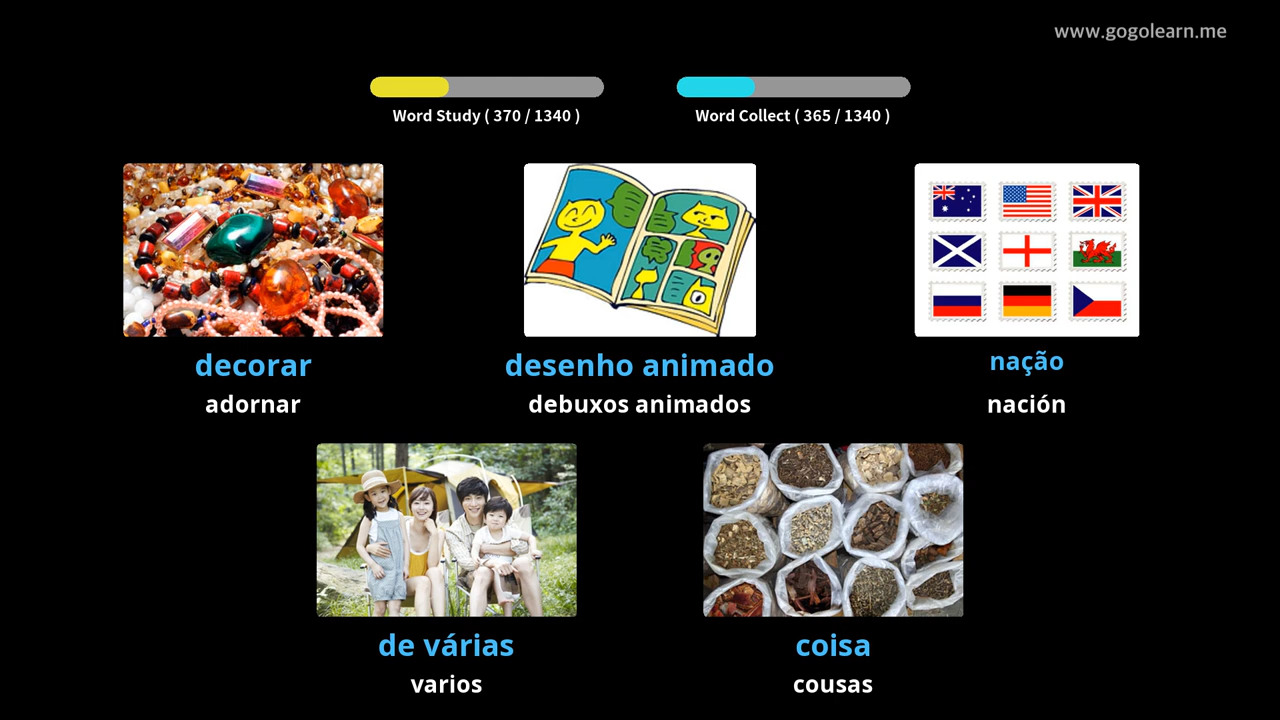 www.gogolearn.me
Word Study ( 370 / 1340 )
Word Collect ( 365 / 1340 )
decorar
adornar
desenho animado
debuxos animados
nação
nación
de várias
varios
coisa
cousas